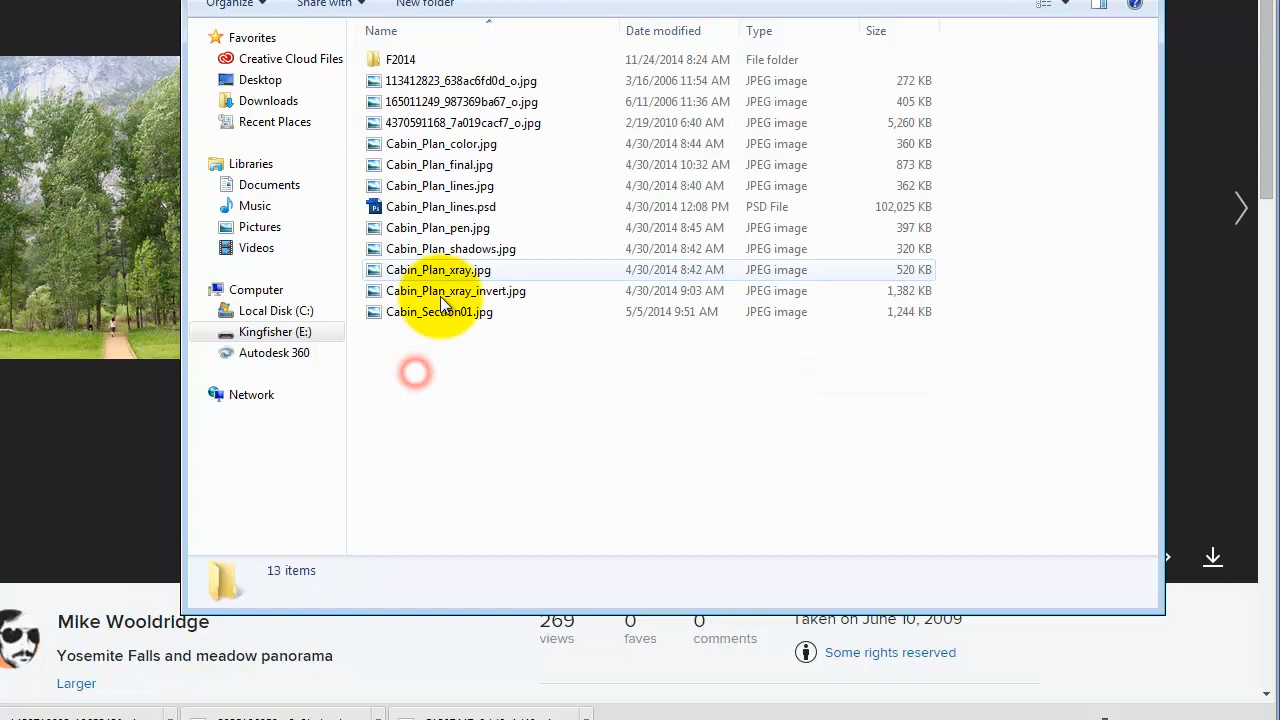 Organize Share with New folder
Name Date modified Type Size
Favorites
Creative Cloud Files
Desktop
Downloads
Recent Places
Libraries
Documents
Music
Pictures
Videos
Computer
Local Disk (C:)
Kingfisher (E:)
Autodesk 360
Network
F2014 11/24/2014 8:24 AM File folder
113412823_638ac6fd0d_o.jpg 3/16/2006 11:54 AM JPEG image 272 KB
165011249_987369ba67_o.jpg 6/11/2006 11:36 AM JPEG image 405 KB
4370591168_7a019cacf7_o.jpg 2/19/2010 6:40 AM JPEG image 5,260 KB
Cabin_Plan_color.jpg 4/30/2014 8:44 AM JPEG image 360 KB
Cabin_Plan_final.jpg 4/30/2014 10:32 AM JPEG image 873 KB
Cabin_Plan_lines.jpg 4/30/2014 8:40 AM JPEG image 362 KB
Cabin_Plan_lines.psd 4/30/2014 12:08 PM PSD File 102,025 KB
Cabin_Plan_pen.jpg 4/30/2014 8:45 AM JPEG image 397 KB
Cabin_Plan_shadows.jpg 4/30/2014 8:42 AM JPEG image 320 KB
Cabin_Plan_xray.jpg 4/30/2014 8:42 AM JPEG image 520 KB
Cabin_Plan_xray_invert.jpg 4/30/2014 9:03 AM JPEG image 1,382 KB
Cabin_Section01.jpg 5/5/2014 9:51 AM JPEG image 1,244 KB
13 items
Mike Wooldridge
Yosemite Falls and meadow panorama
Larger
269
views
0
faves
0
comments
Taken on June 10, 2009
Some rights reserved